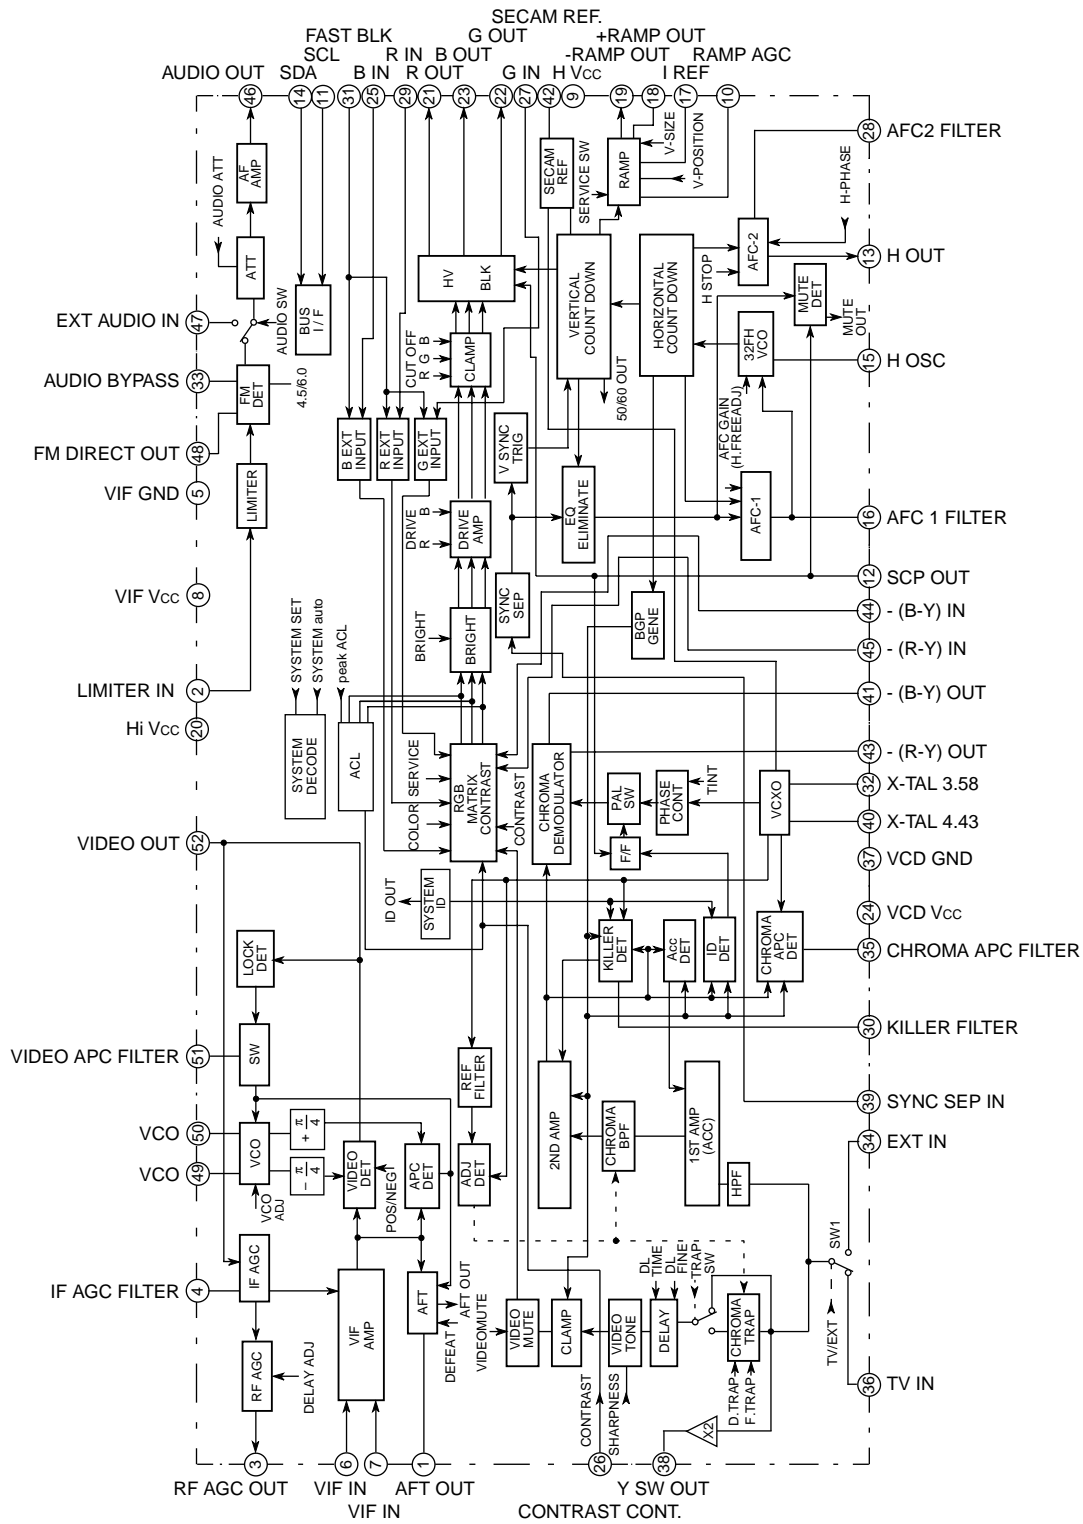 SECAM REF.
FAST BLK
G OUT
+RAMP OUT
SCL
R IN
B OUT
-RAMP OUT
RAMP AGC
AUDIO OUT
SDA
B IN
R OUT
G IN
H Vcc
I REF
46
14
11
31
25
29
21
23
22
27
42
9
19
18
17
10
28
AFC2 FILTER
AF AMP
AUDIO ATT
SECAM REF
SERVICE SW
RAMP
V-SIZE
V-POSITION
H-PHASE
ATT
HV
BLK
VERTICAL COUNT DOWN
HORIZONTAL COUNT DOWN
H STOP
AFC-2
13
H OUT
MUTE DET
MUTE OUT
EXT AUDIO IN
47
AUDIO SW
BUS I / F
CUT OFF
R G B
CLAMP
50/60 OUT
32FH VCO
15
H OSC
AUDIO BYPASS
33
FM DET
4.5/6.0
AFC GAIN (H.FREEADJ)
FM DIRECT OUT
48
B EXT INPUT
R EXT INPUT
G EXT INPUT
V SYNC TRIG
VIF GND
5
LIMITER
DRIVE
R B
DRIVE AMP
EQ ELIMINATE
AFC-1
16
AFC 1 FILTER
12
SCP OUT
VIF Vcc
8
SYNC SEP
44
- (B-Y) IN
BRIGHT
BRIGHT
BGP GENE
45
- (R-Y) IN
SYSTEM SET
SYSTEM auto
peak ACL
LIMITER IN
2
41
- (B-Y) OUT
Hi Vcc
20
SYSTEM DECODE
ACL
43
- (R-Y) OUT
COLOR SERVICE
RGB MATRIX CONTRAST
CONTRAST
CHROMA DEMODULATOR
PAL SW
PHASE CONT
TINT
VCXO
32
X-TAL 3.58
40
X-TAL 4.43
VIDEO OUT
52
F/F
37
VCD GND
ID OUT
SYSTEM ID
24
VCD Vcc
LOCK DET
KILLER DET
Acc DET
ID DET
CHROMA APC DET
35
CHROMA APC FILTER
30
KILLER FILTER
VIDEO APC FILTER
51
SW
REF FILTER
2ND AMP
CHROMA BPF
1ST AMP (ACC)
39
SYNC SEP IN
VCO
50
VCO
+ π 4
34
EXT IN
VCO
49
- π 4
VIDEO DET
APC DET
ADJ DET
HPF
VCO ADJ
POS/NEGI
SW1
IF AGC FILTER
4
IF AGC
VIF AMP
AFT
AFT OUT
DEFEAT
VIDEOMUTE
VIDEO MUTE
CLAMP
VIDEO TONE
DL TIME
DL FINE
TRAP SW
DELAY
CHROMA TRAP
TV/EXT
RF AGC
DELAY ADJ
36
TV IN
CONTRAST
SHARPNESS
D.TRAP
F.TRAP
X2
3
6
7
1
26
38
RF AGC OUT
VIF IN
AFT OUT
Y SW OUT
VIF IN
CONTRAST CONT.